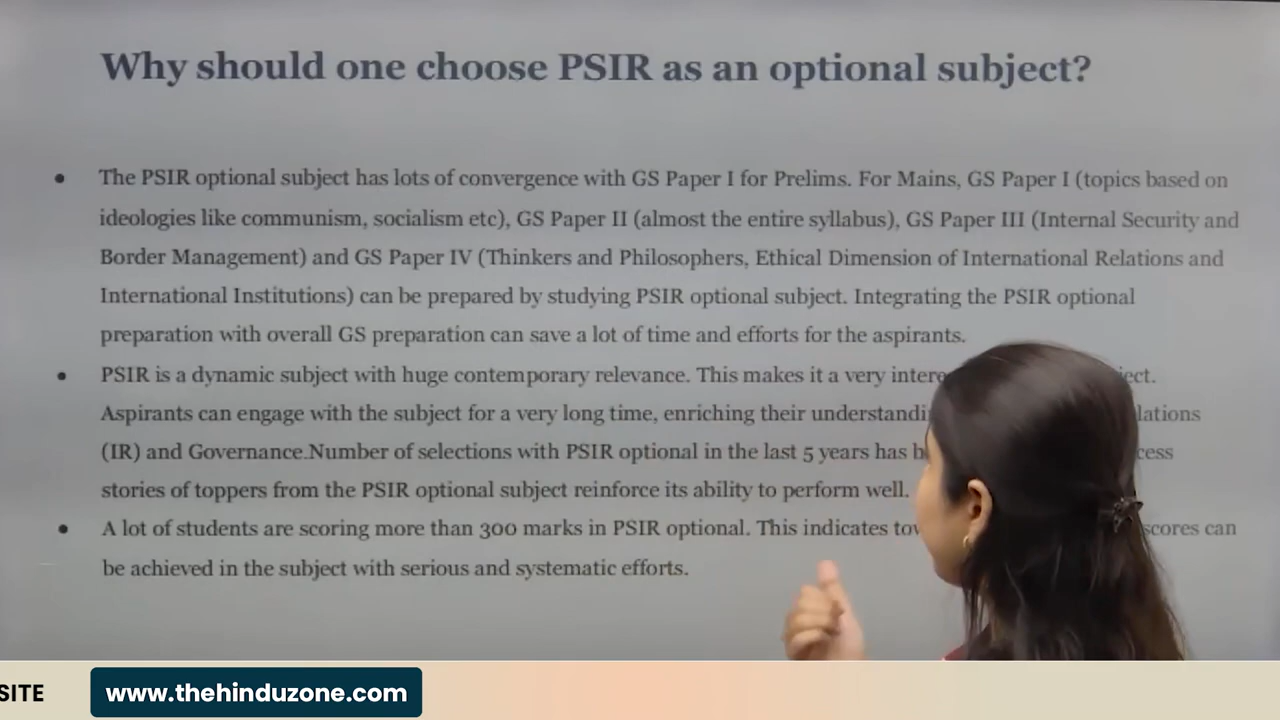 Why should one choose PSIR as an optional subject?
• The PSIR optional subject has lots of convergence with GS Paper I for Prelims. For Mains, GS Paper I (topics based on
ideologies like communism, socialism etc), GS Paper II (almost the entire syllabus), GS Paper III (Internal Security and
Border Management) and GS Paper IV (Thinkers and Philosophers, Ethical Dimension of International Relations and
International Institutions) can be prepared by studying PSIR optional subject. Integrating the PSIR optional
preparation with overall GS preparation can save a lot of time and efforts for the aspirants.
• PSIR is a dynamic subject with huge contemporary relevance. This makes it a very
Aspirants can engage with the subject for a very long time, enriching their
(IR) and Governance.Number of selections with PSIR optional in the last 5 years has
stories of toppers from the PSIR optional subject reinforce its ability to perform well.
• A lot of students are scoring more than 300 marks in PSIR optional. This indicates scores can
be achieved in the subject with serious and systematic efforts.
SITE
www.thehinduzone.com